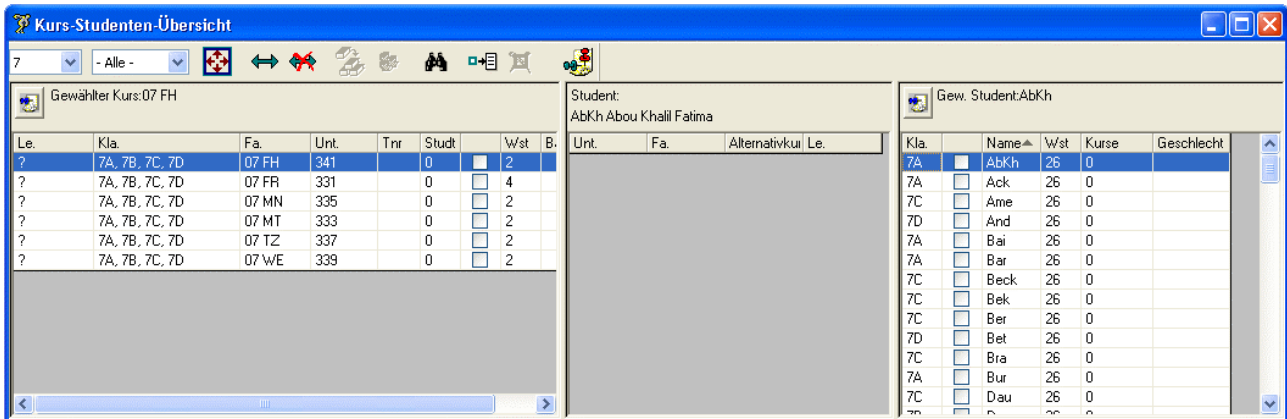 Kurs-Studenten-Übersicht
7 - Alle -
Gewählter Kurs:07 FH
Le. Kla. Fa. Unt. Tnr Studt Wst
? 7A, 7B, 7C, 7D 07 FH 341 0 2
? 7A, 7B, 7C, 7D 07 FR 331 0 4
? 7A, 7B, 7C, 7D 07 MN 335 0 2
? 7A, 7B, 7C, 7D 07 MT 333 0 2
? 7A, 7B, 7C, 7D 07 TZ 337 0 2
? 7A, 7B, 7C, 7D 07 WE 339 0 2
Student:
AbKh Abou Khalil Fatima
Unt. Fa. Alternativkur Le.
Gew. Student:AbKh
Kla. Name Wst Kurse Geschlecht
7A AbKh 26 0
7A Ack 26 0
7C Ame 26 0
7D And 26 0
7A Bai 26 0
7A Bar 26 0
7C Beck 26 0
7C Bek 26 0
7C Ber 26 0
7D Bet 26 0
7C Bra 26 0
7A Bur 26 0
7C Dau 26 0